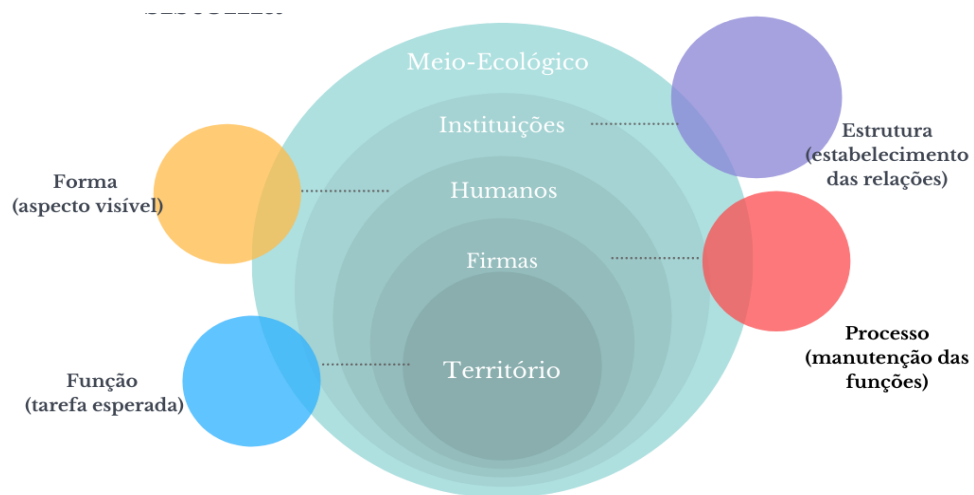 Meio-Ecológico
Instituições
Estrutura
(estabelecimento
das relações)
Forma
(aspecto visível)
Humanos
Firmas
Processo
(manutenção das
funções)
Território
Função
(tarefa esperada)